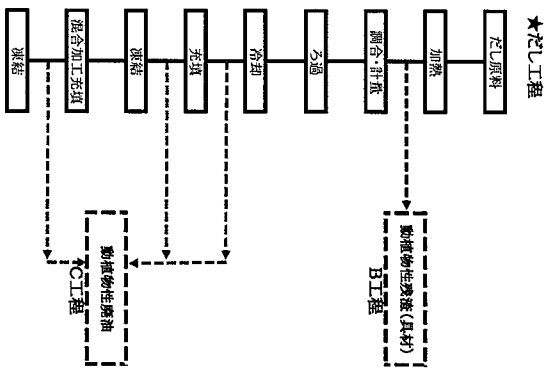 ★だし工程
だし原料
加熱
調合・計量
ろ過
冷却
充填
凍結
混合加工充填
凍結
動植物性残渣(具材)
B工程
動植物性廃油
C工程